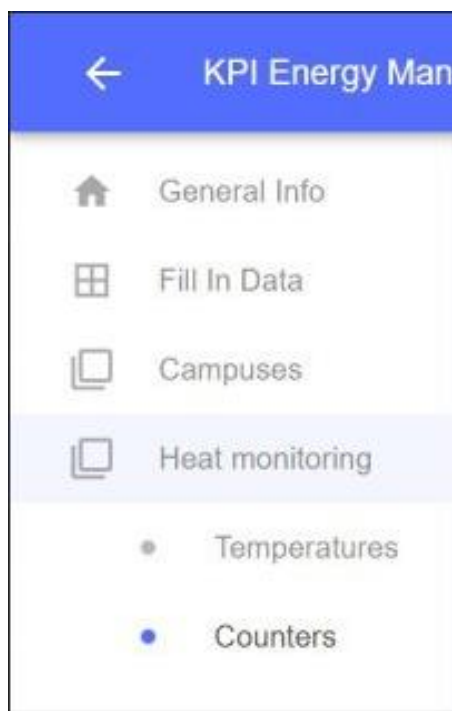 KPI Energy Man
General Info
Fill In Data
Campuses
Heat monitoring
Temperatures
Counters